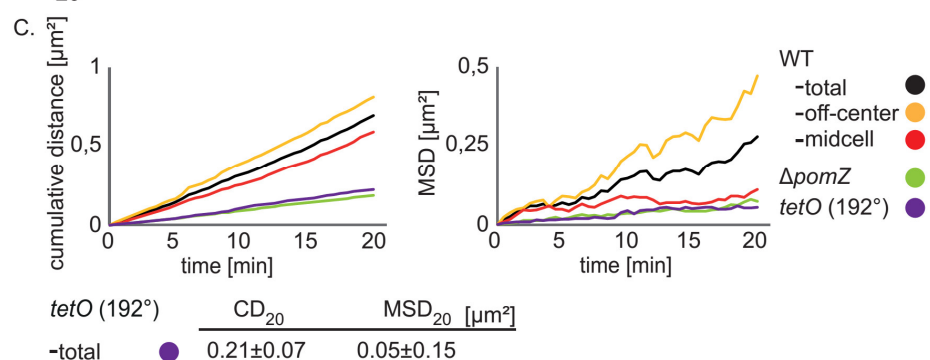 20
C.
cumulative distance [µm²]
1
0,5
0
0 5 10 15 20
time [min]
MSD [µm²]
0,5
0,25
0
0 5 10 15 20
time [min]
WT
-total
-off-center
-midcell
ΔpomZ
tetO (192°)
tetO (192°) CD20 MSD20 [µm²]
-total 0.21±0.07 0.05±0.15